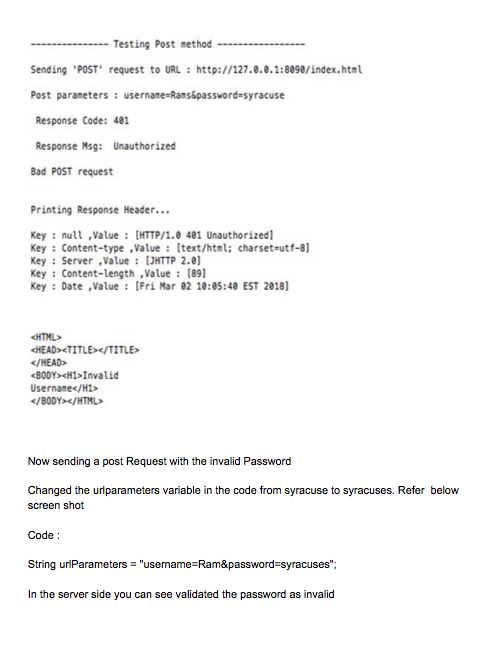 --------------- Testing Post method -----------------
Sending 'POST' request to URL : http://127.0.0.1:8090/index.html
Post parameters : username=Rams&password=syracuse
Response Code: 401
Response Msg: Unauthorized
Bad POST request
Printing Response Header...
Key : null ,Value : [HTTP/1.0 401 Unauthorized]
Key : Content-type ,Value : [text/html; charset=utf-8]
Key : Server ,Value : [JHTTP 2.0]
Key : Content-length ,Value : [89]
Key : Date ,Value : [Fri Mar 02 10:05:40 EST 2018]
<HTML>
<HEAD><TITLE></TITLE>
</HEAD>
<BODY><H1>Invalid
Username</H1>
</BODY></HTML>
Now sending a post Request with the invalid Password
Changed the urlparameters variable in the code from syracuse to syracuses. Refer below
screen shot
Code :
String urlParameters = "username=Ram&password=syracuses";
In the server side you can see validated the password as invalid